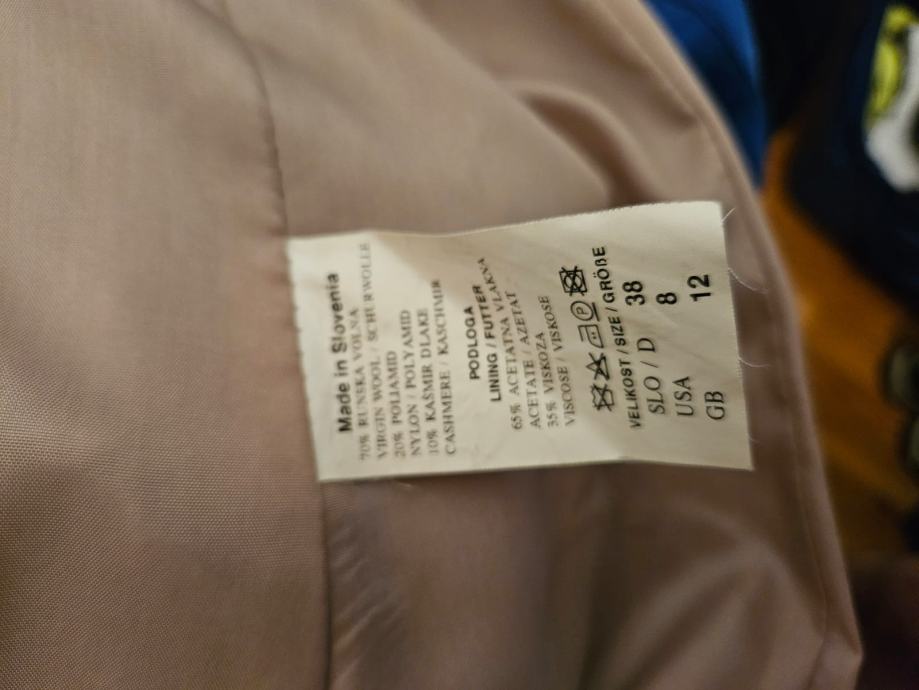 Made in Slovenia
70% RUNSKA VOLNA
VIRGIN WOOL / SCHURWOLLE
20% POLIAMID
NYLON / POLYAMID
10% KAŠMIR DLAKE
CASHMERE / KASCHMIR
PODLOGA
LINING / FUTTER
65% ACETATNA VLAKNA
ACETATE / AZETAT
35% VISKOZA
VISCOSE / VISKOSE
P
VELIKOST / SIZE / GRÖßE
SLO / D 38
USA 8
GB 12